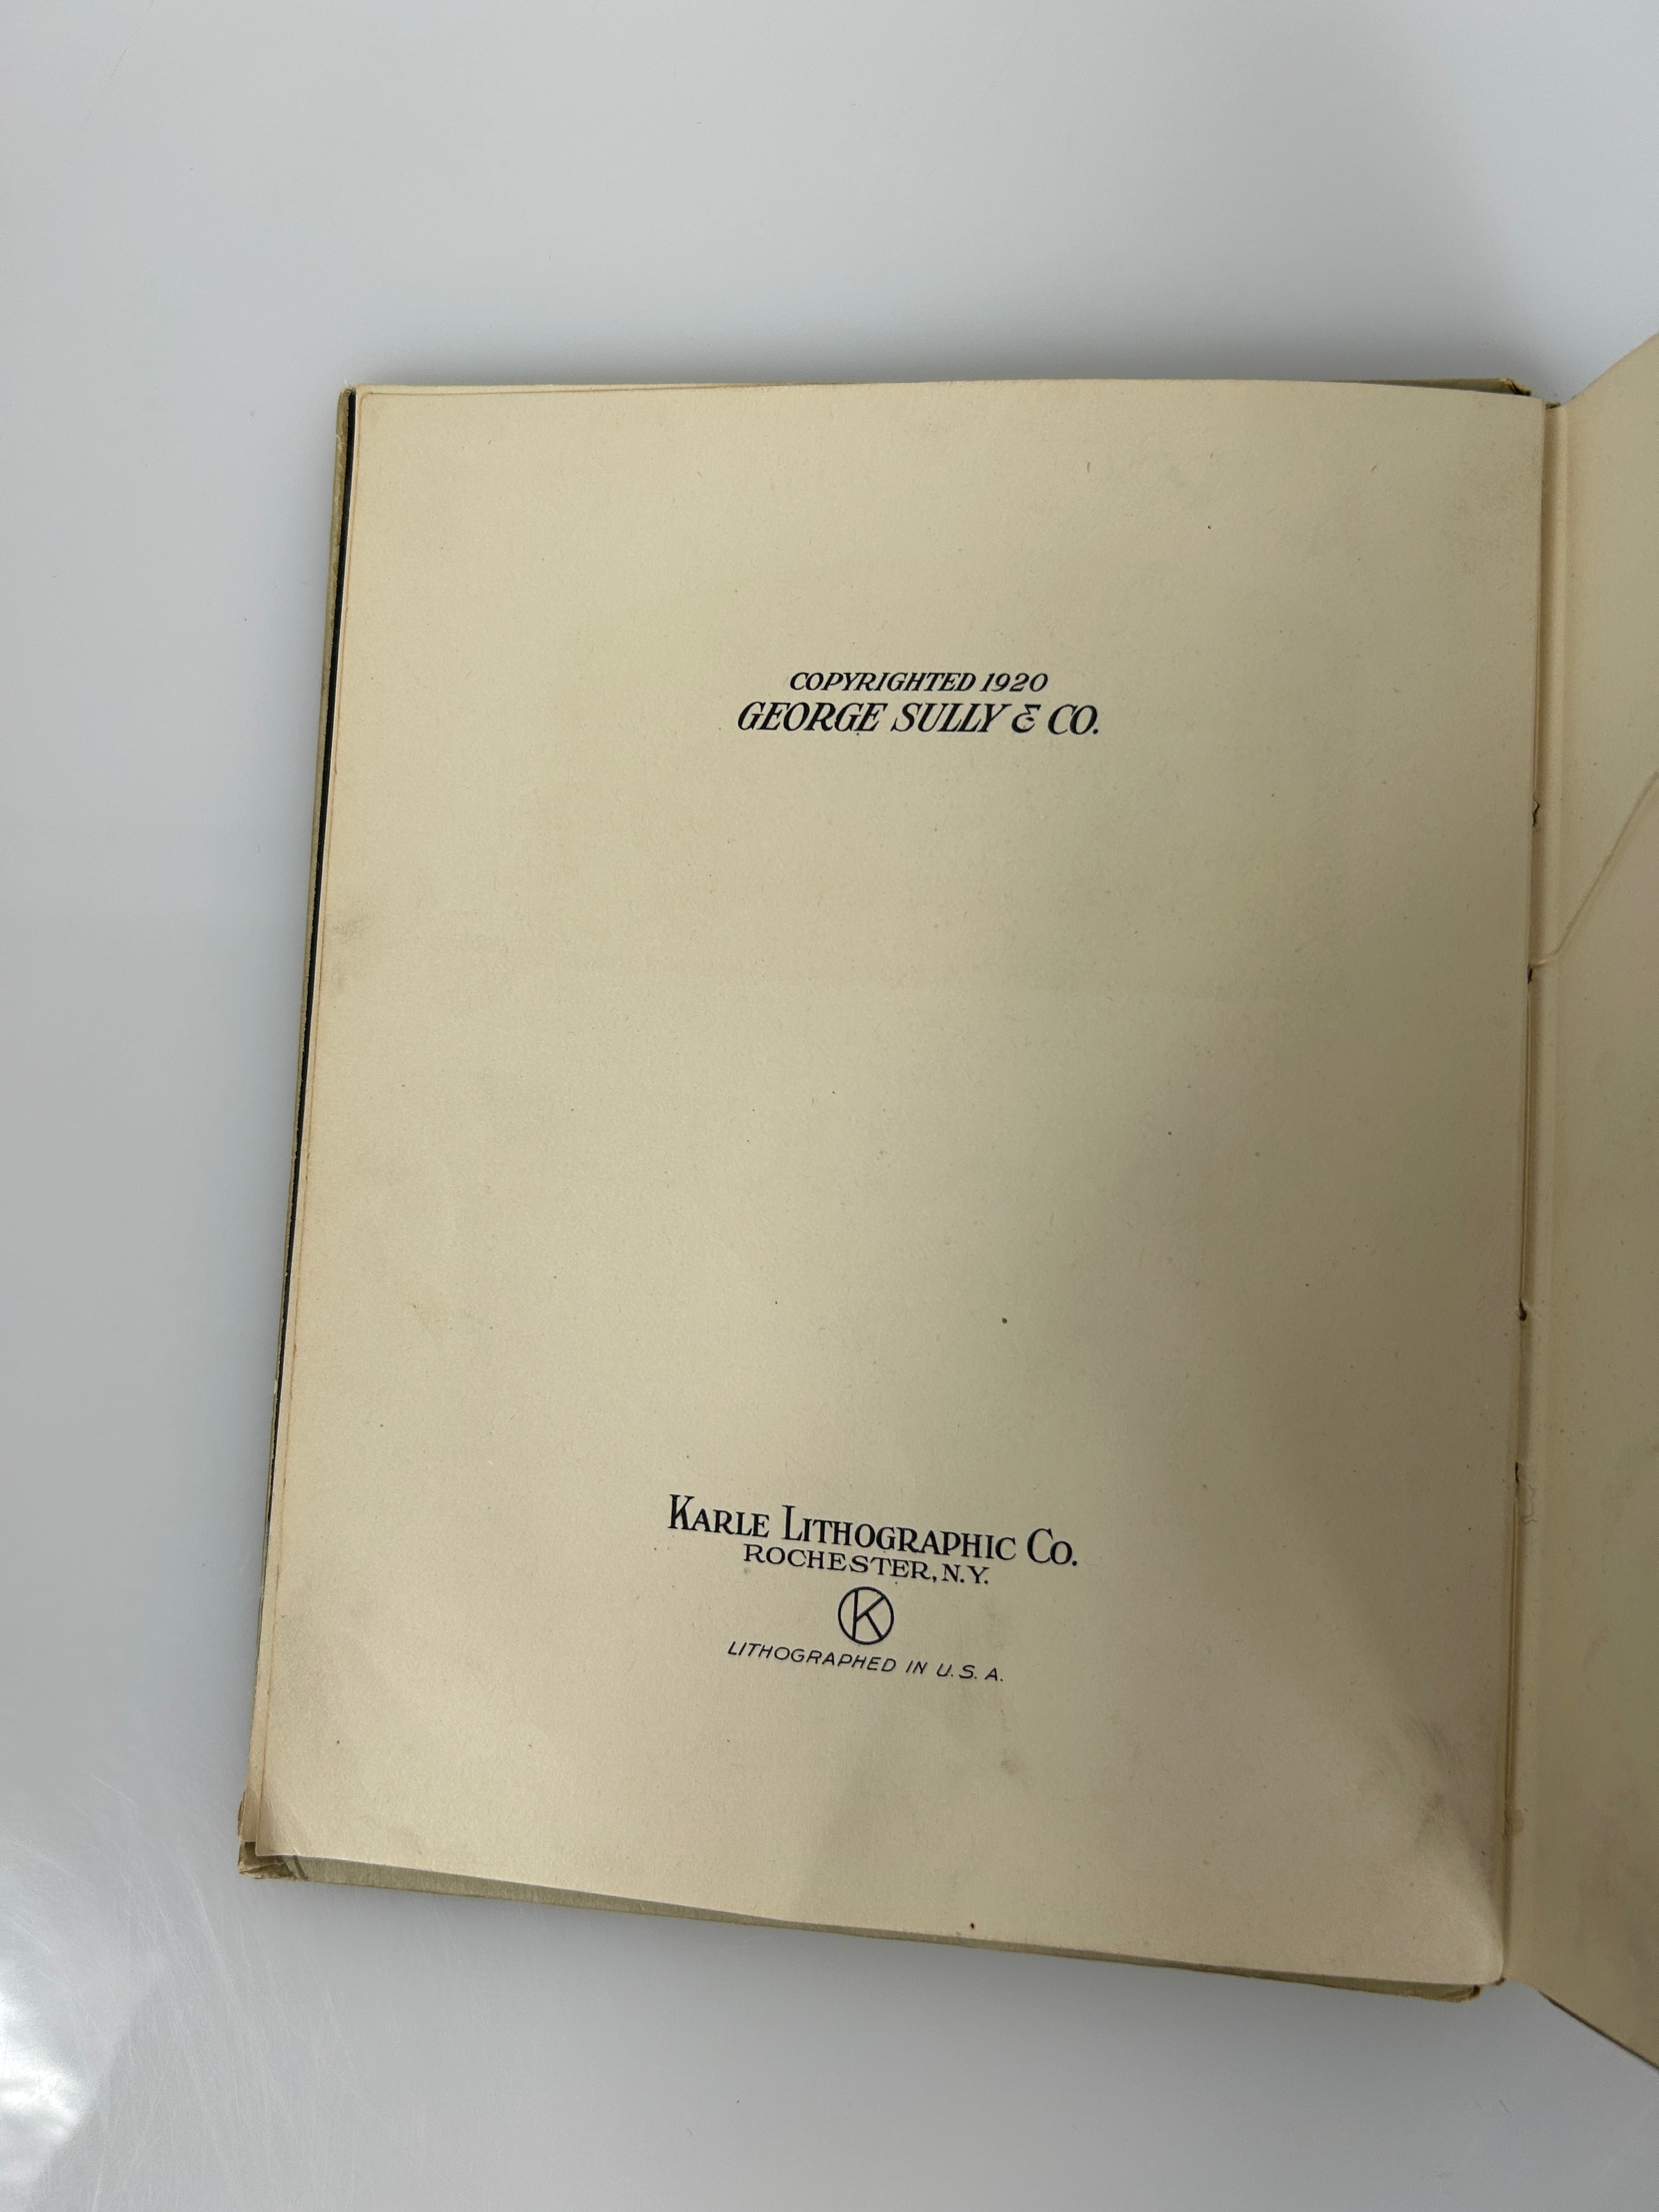 COPYRIGHTED 1920
GEORGE SULLY & CO.
KARLE LITHOGRAPHIC CO.
ROCHESTER, N.Y.
K
LITHOGRAPHED IN U.S.A.